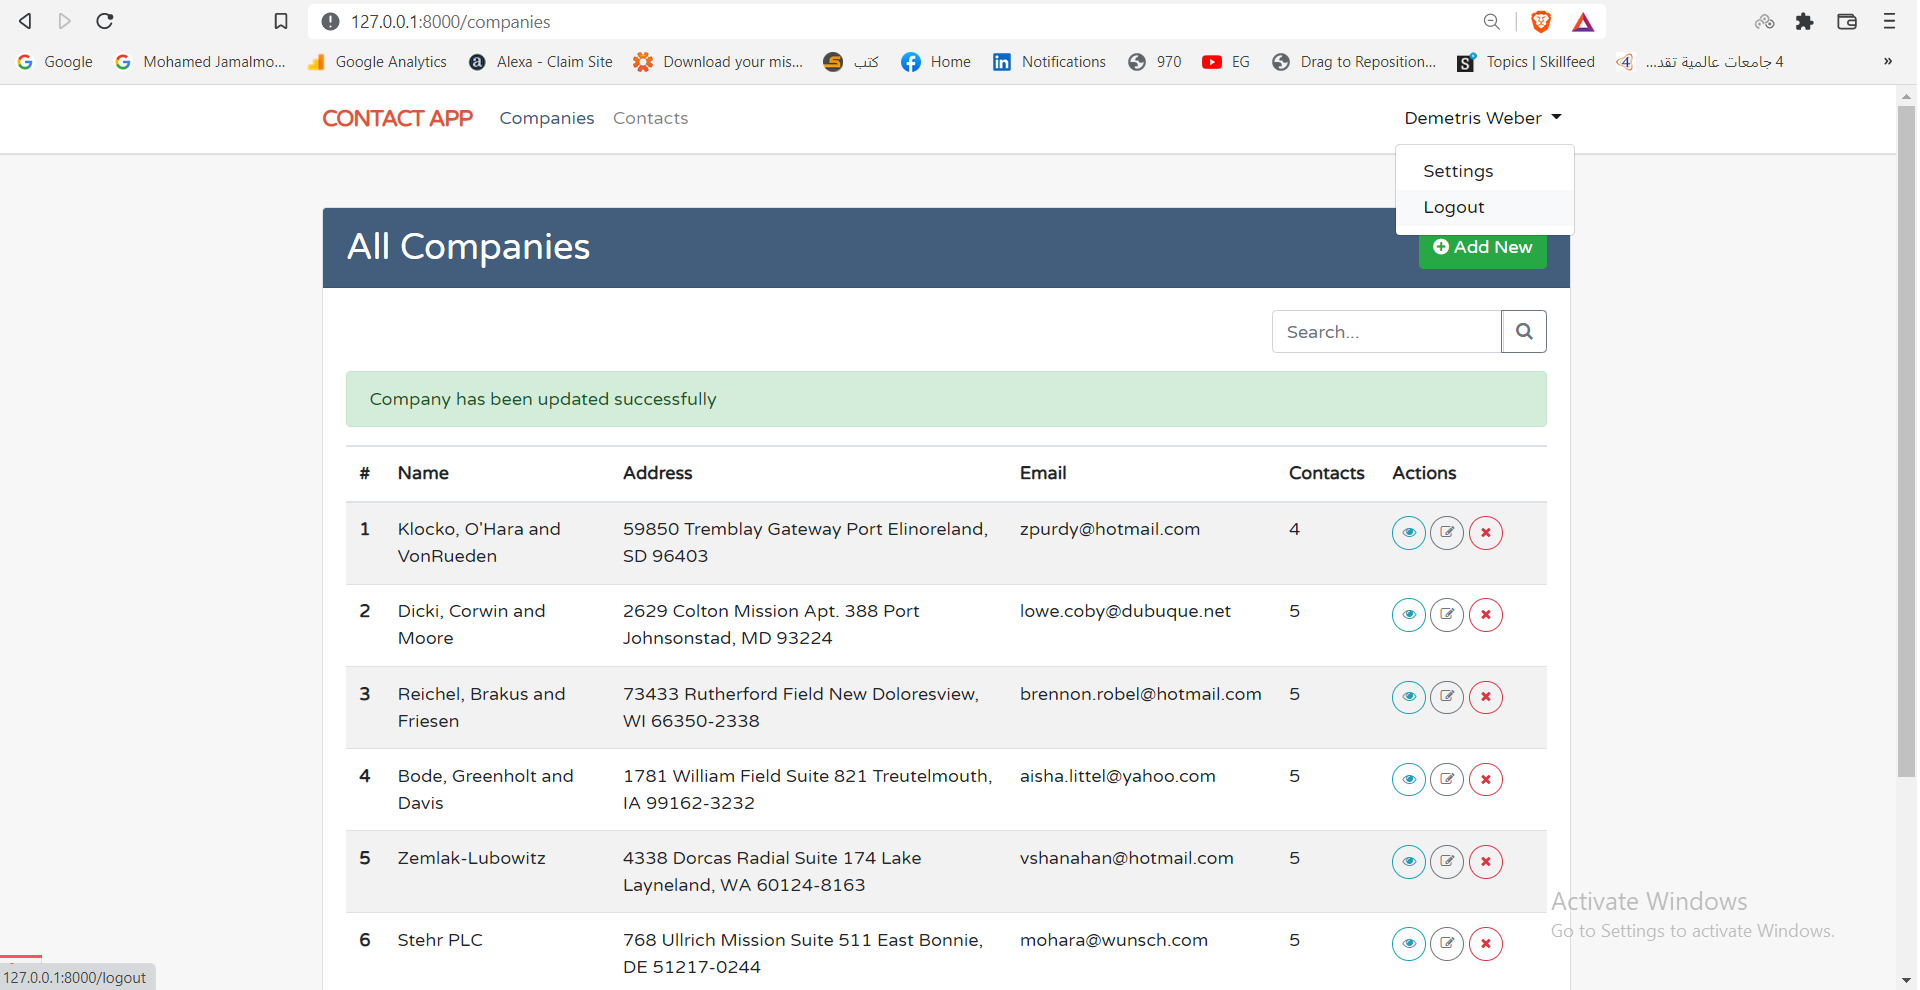 127.0.0.1:8000/companies
Google
Mohamed Jamalmo...
Google Analytics
Alexa - Claim Site
Download your mis...
كتب
Home
Notifications
970
EG
Drag to Reposition...
Topics | Skillfeed
4 جامعات عالمية تقد...
»
CONTACT APP
Companies
Contacts
Demetris Weber
Settings
Logout
All Companies
Add New
Search...
Company has been updated successfully
# Name Address Email Contacts Actions
1 Klocko, O'Hara and 59850 Tremblay Gateway Port Elinoreland, zpurdy@hotmail.com 4
VonRueden SD 96403
2 Dicki, Corwin and 2629 Colton Mission Apt. 388 Port lowe.coby@dubuque.net 5
Moore Johnsonstad, MD 93224
3 Reichel, Brakus and 73433 Rutherford Field New Doloresview, brennon.robel@hotmail.com 5
Friesen WI 66350-2338
4 Bode, Greenholt and 1781 William Field Suite 821 Treutelmouth, aisha.littel@yahoo.com 5
Davis IA 99162-3232
5 Zemlak-Lubowitz 4338 Dorcas Radial Suite 174 Lake vshanahan@hotmail.com 5
Layneland, WA 60124-8163
6 Stehr PLC 768 Ullrich Mission Suite 511 East Bonnie, mohara@wunsch.com 5
DE 51217-0244
Activate Windows
Go to Settings to activate Windows.
127.0.0.1:8000/logout